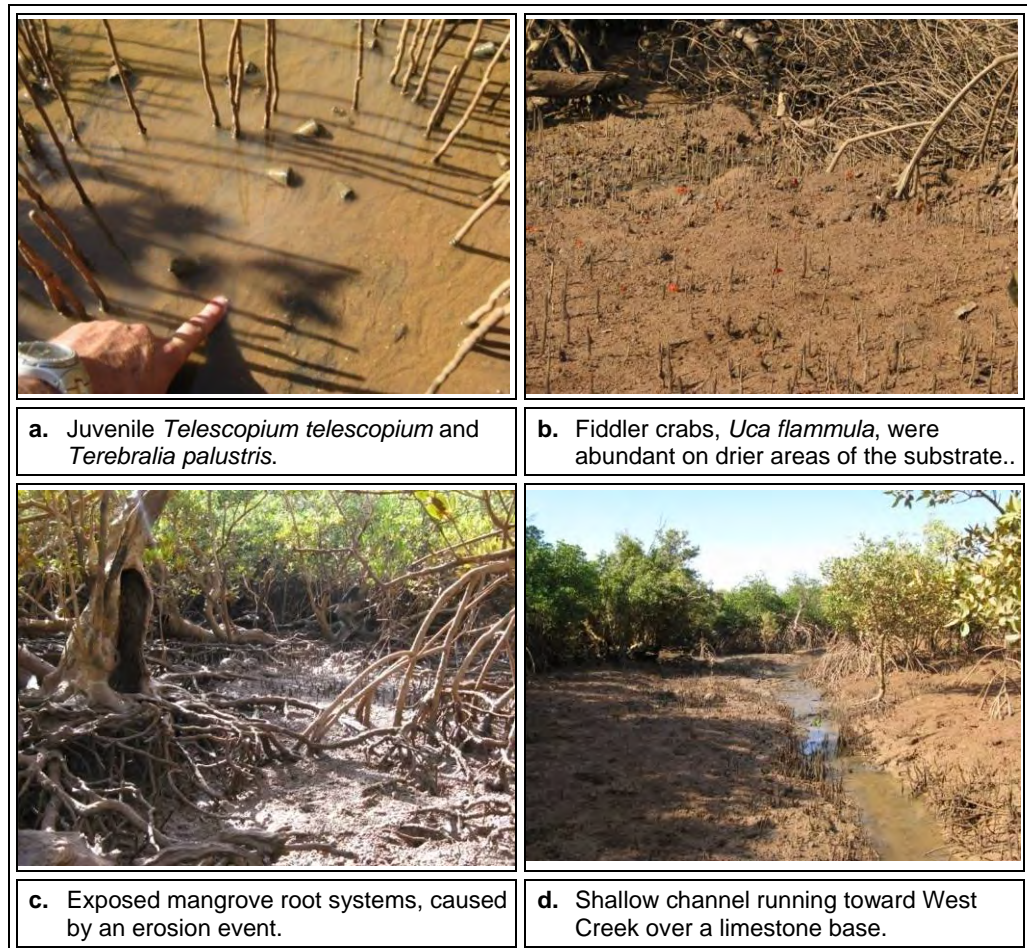 a. Juvenile Telescopium telescopium and
Terebralia palustris.
b. Fiddler crabs, Uca flammula, were
abundant on drier areas of the substrate..
c. Exposed mangrove root systems, caused
by an erosion event.
d. Shallow channel running toward West
Creek over a limestone base.